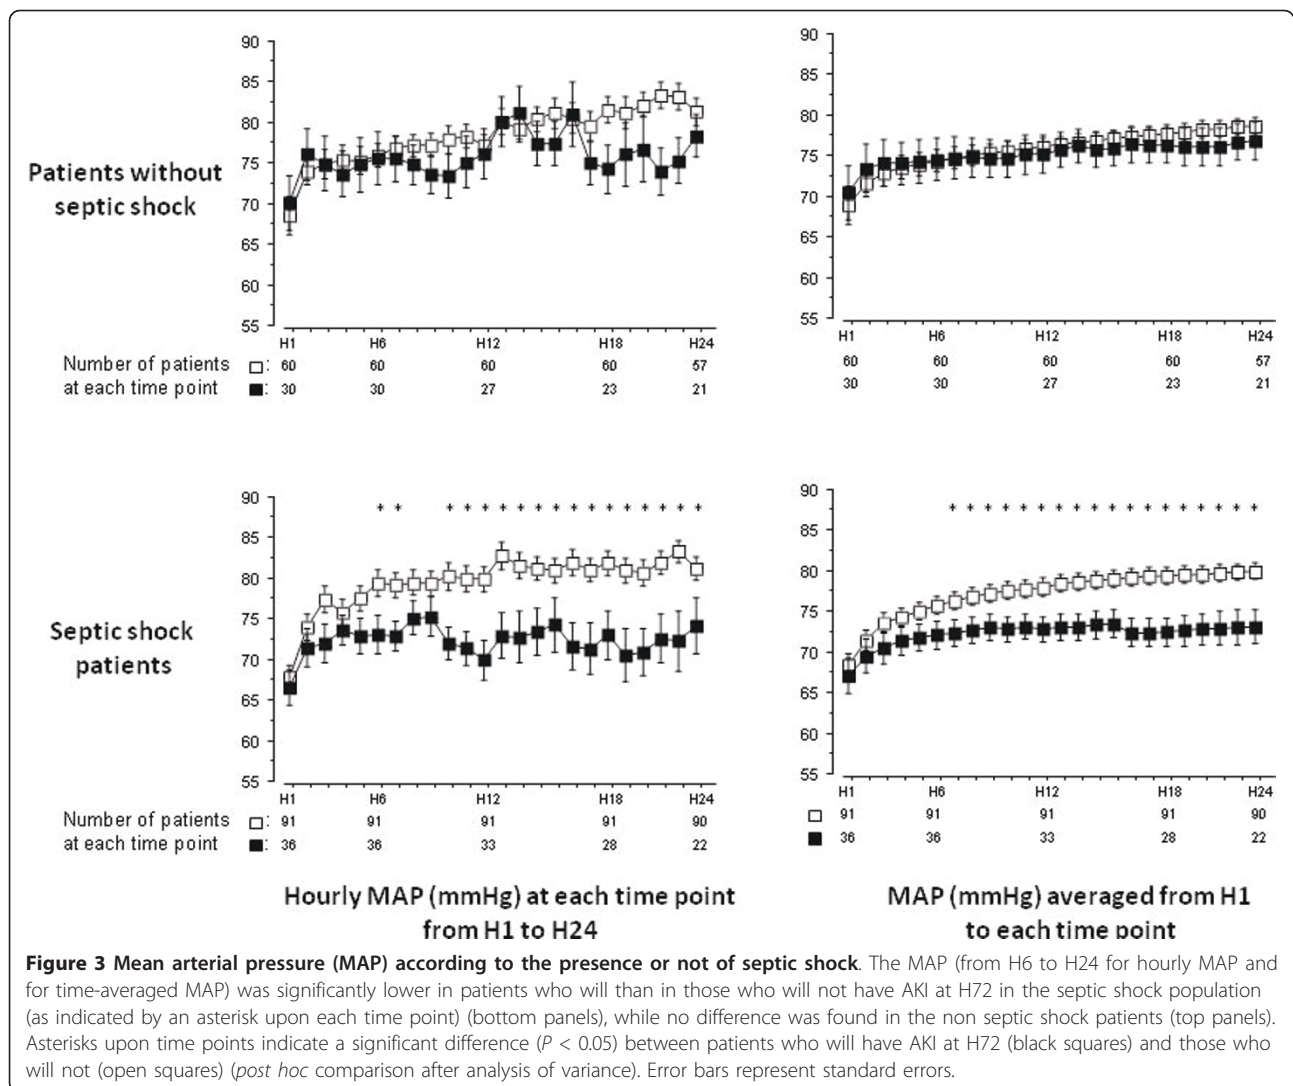 90
85
80
75
70
65
60
55
H1 H6 H12 H18 H24
Patients without
septic shock
Number of patients □: 60 60 60 60 57
at each time point ■: 30 30 27 23 21
90
85
80
75
70
65
60
55
H1 H6 H12 H18 H24
60 60 60 60 57
30 30 27 23 21
90
85
80
75
70
65
60
55
* * * * * * * * * * * * * * * * *
H1 H6 H12 H18 H24
Septic shock
patients
Number of patients □: 91 91 91 91 90
at each time point ■: 36 36 33 28 22
90
85
80
75
70
65
60
55
* * * * * * * * * * * * * * * * * *
H1 H6 H12 H18 H24
□ 91 91 91 91 90
■ 36 36 33 28 22
Hourly MAP (mmHg) at each time point
from H1 to H24
MAP (mmHg) averaged from H1
to each time point
Figure 3 Mean arterial pressure (MAP) according to the presence or not of septic shock. The MAP (from H6 to H24 for hourly MAP and
for time-averaged MAP) was significantly lower in patients who will than in those who will not have AKI at H72 in the septic shock population
(as indicated by an asterisk upon each time point) (bottom panels), while no difference was found in the non septic shock patients (top panels).
Asterisks upon time points indicate a significant difference (P < 0.05) between patients who will have AKI at H72 (black squares) and those who
will not (open squares) (post hoc comparison after analysis of variance). Error bars represent standard errors.